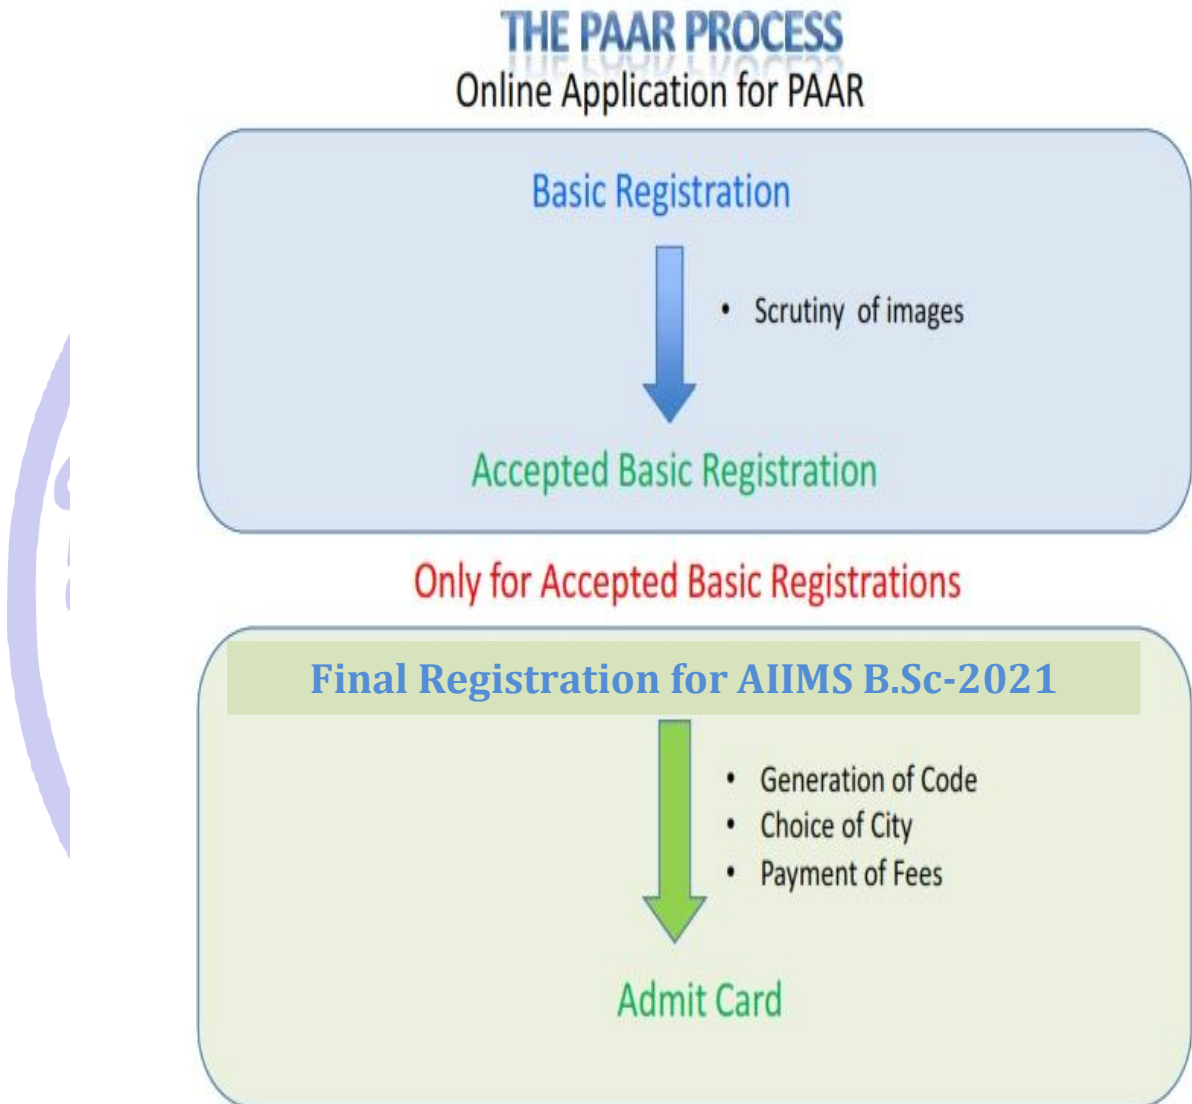 THE PAAR PROCESS
Online Application for PAAR
Basic Registration
• Scrutiny of images
Accepted Basic Registration
Only for Accepted Basic Registrations
Final Registration for AIIMS B.Sc-2021
• Generation of Code
• Choice of City
• Payment of Fees
Admit Card